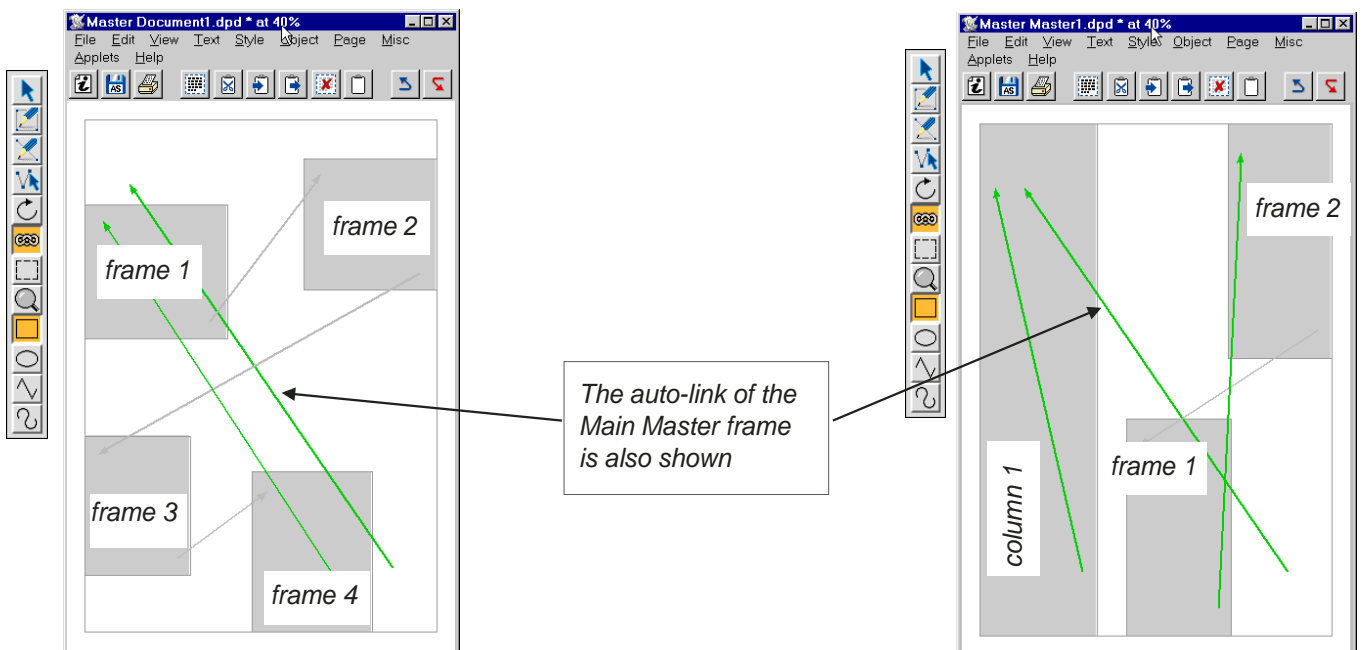 Master Document1.dpd * at 40%
File Edit View Text Style Object Page Misc
Applets Help
AS
frame 1
frame 2
frame 3
frame 4
The auto-link of the
Main Master frame
is also shown
Master Master1.dpd * at 40%
File Edit View Text Style Object Page Misc
Applets Help
AS
frame 2
frame 1
column 1